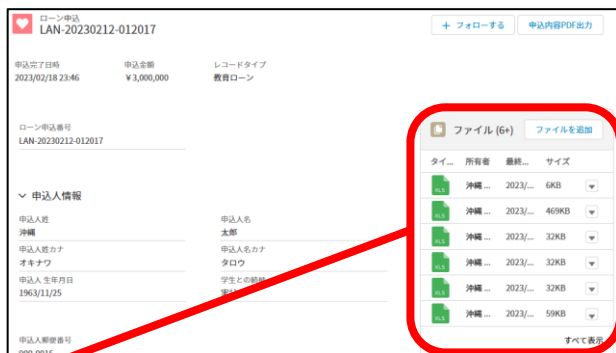 ローン申込
LAN-20230212-012017
+ フォローする
申込内容PDF出力
申込完了日時
申込金額
レコードタイプ
2023/02/18 23:46
¥3,000,000
教育ローン
ローン申込番号
LAN-20230212-012017
申込人情報
申込人姓
申込人名
沖縄
太郎
申込人姓カナ
申込人名カナ
オキナワ
タロウ
申込人 生年月日
学生との続柄
1963/11/25
申込人郵便番号
ファイル (6+)
ファイルを追加
タイ...
所有者
最終...
サイズ
XLS 沖縄 ... 2023/... 6KB
XLS 沖縄 ... 2023/... 469KB
XLS 沖縄 ... 2023/... 32KB
XLS 沖縄 ... 2023/... 32KB
XLS 沖縄 ... 2023/... 32KB
XLS 沖縄 ... 2023/... 59KB
すべて表示